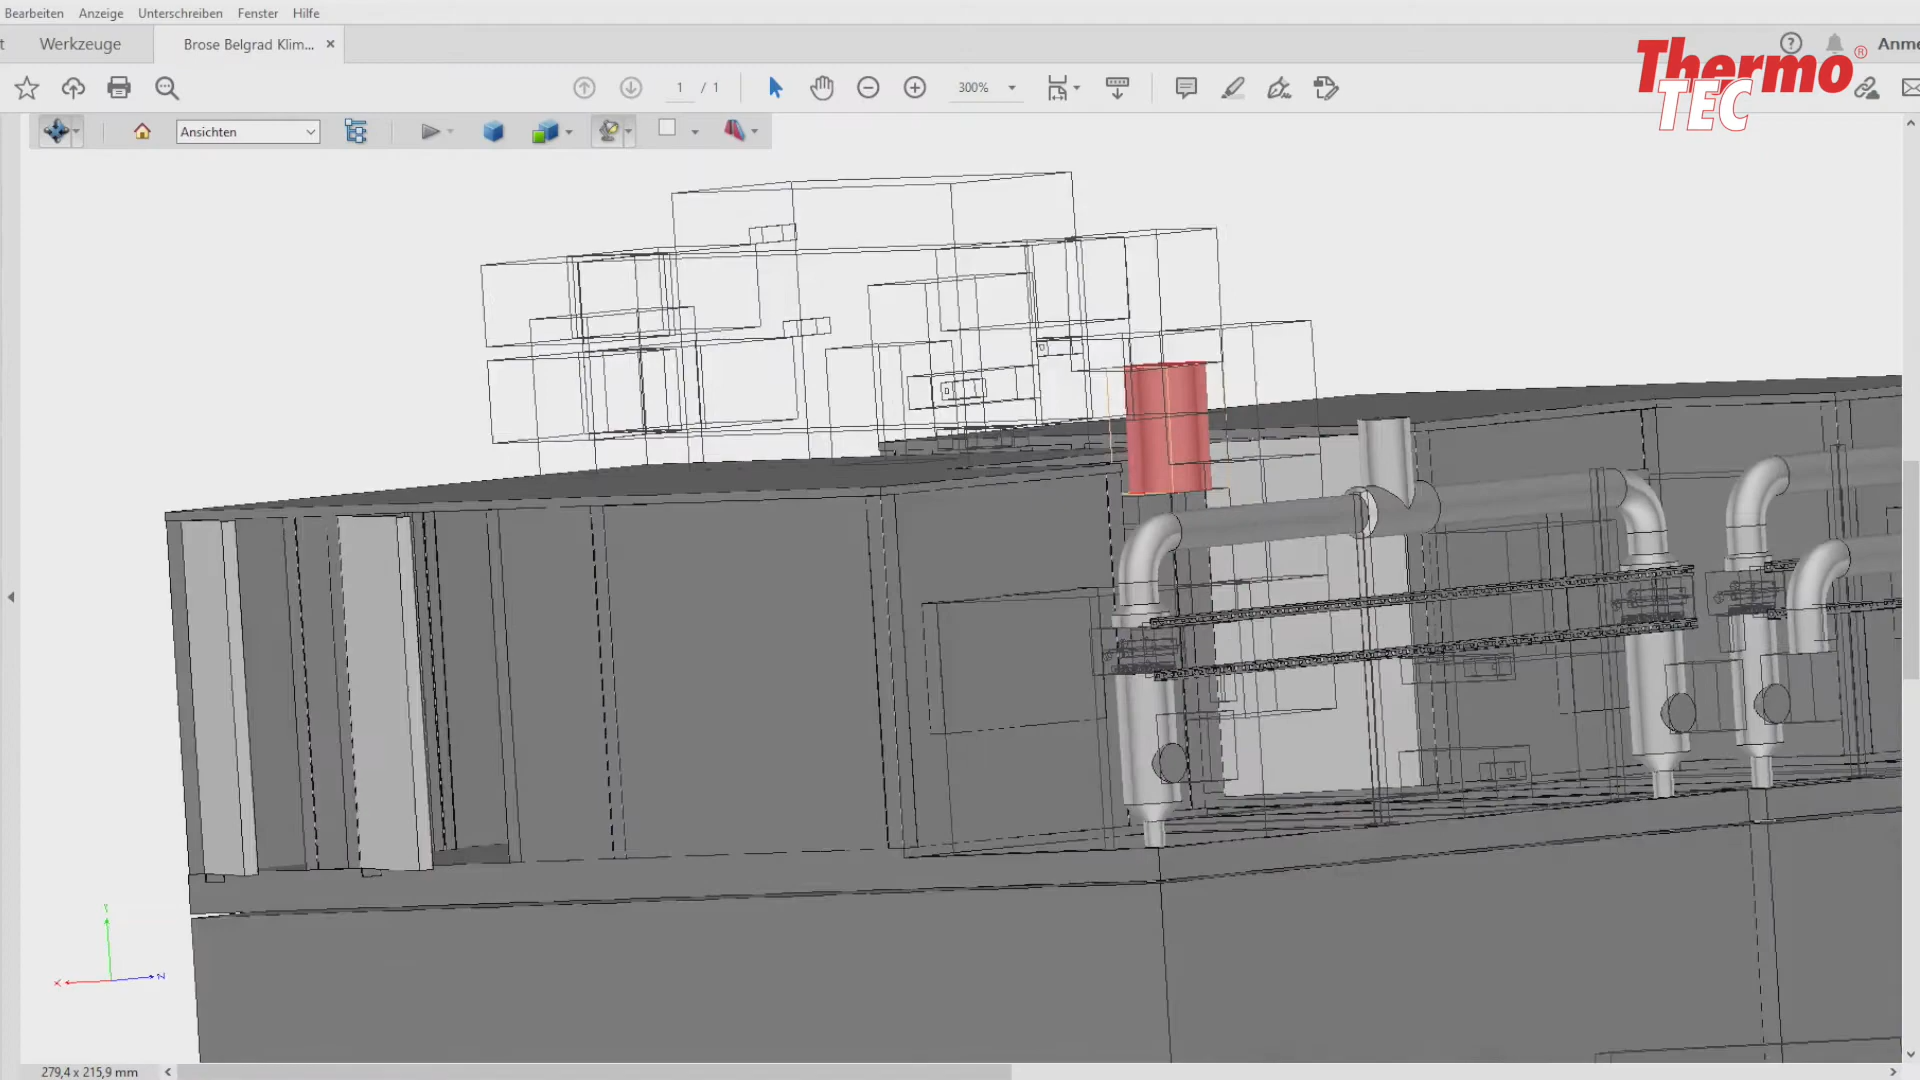 Bearbeiten Anzeige Unterschreiben Fenster Hilfe
t Werkzeuge Brose Belgrad Klim... × ? Anme
Thermo®
TEC
1 / 1 300%
Ansichten
Y
X Z
279,4 x 215,9 mm